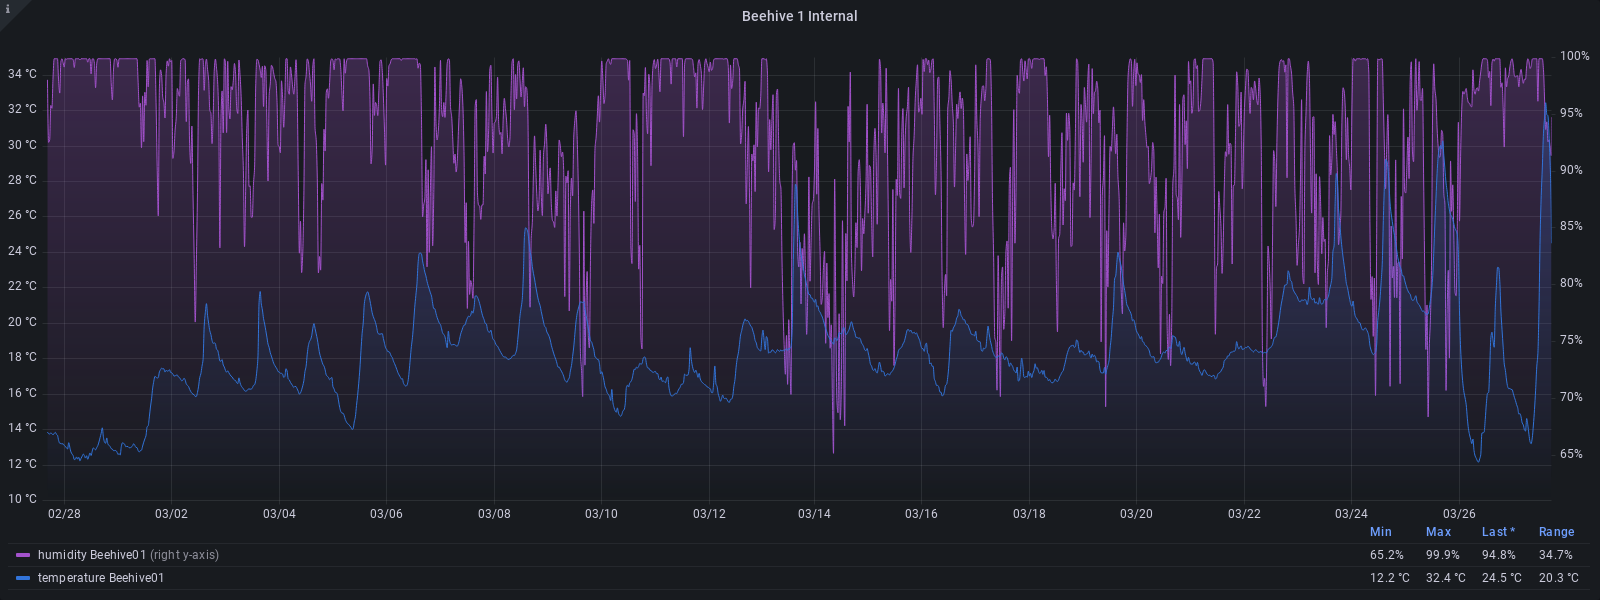 i
Beehive 1 Internal
34 °C
32 °C
30 °C
28 °C
26 °C
24 °C
22 °C
20 °C
18 °C
16 °C
14 °C
12 °C
10 °C
100%
95%
90%
85%
80%
75%
70%
65%
02/28 03/02 03/04 03/06 03/08 03/10 03/12 03/14 03/16 03/18 03/20 03/22 03/24 03/26
Min Max Last * Range
humidity Beehive01 (right y-axis) 65.2% 99.9% 94.8% 34.7%
temperature Beehive01 12.2 °C 32.4 °C 24.5 °C 20.3 °C